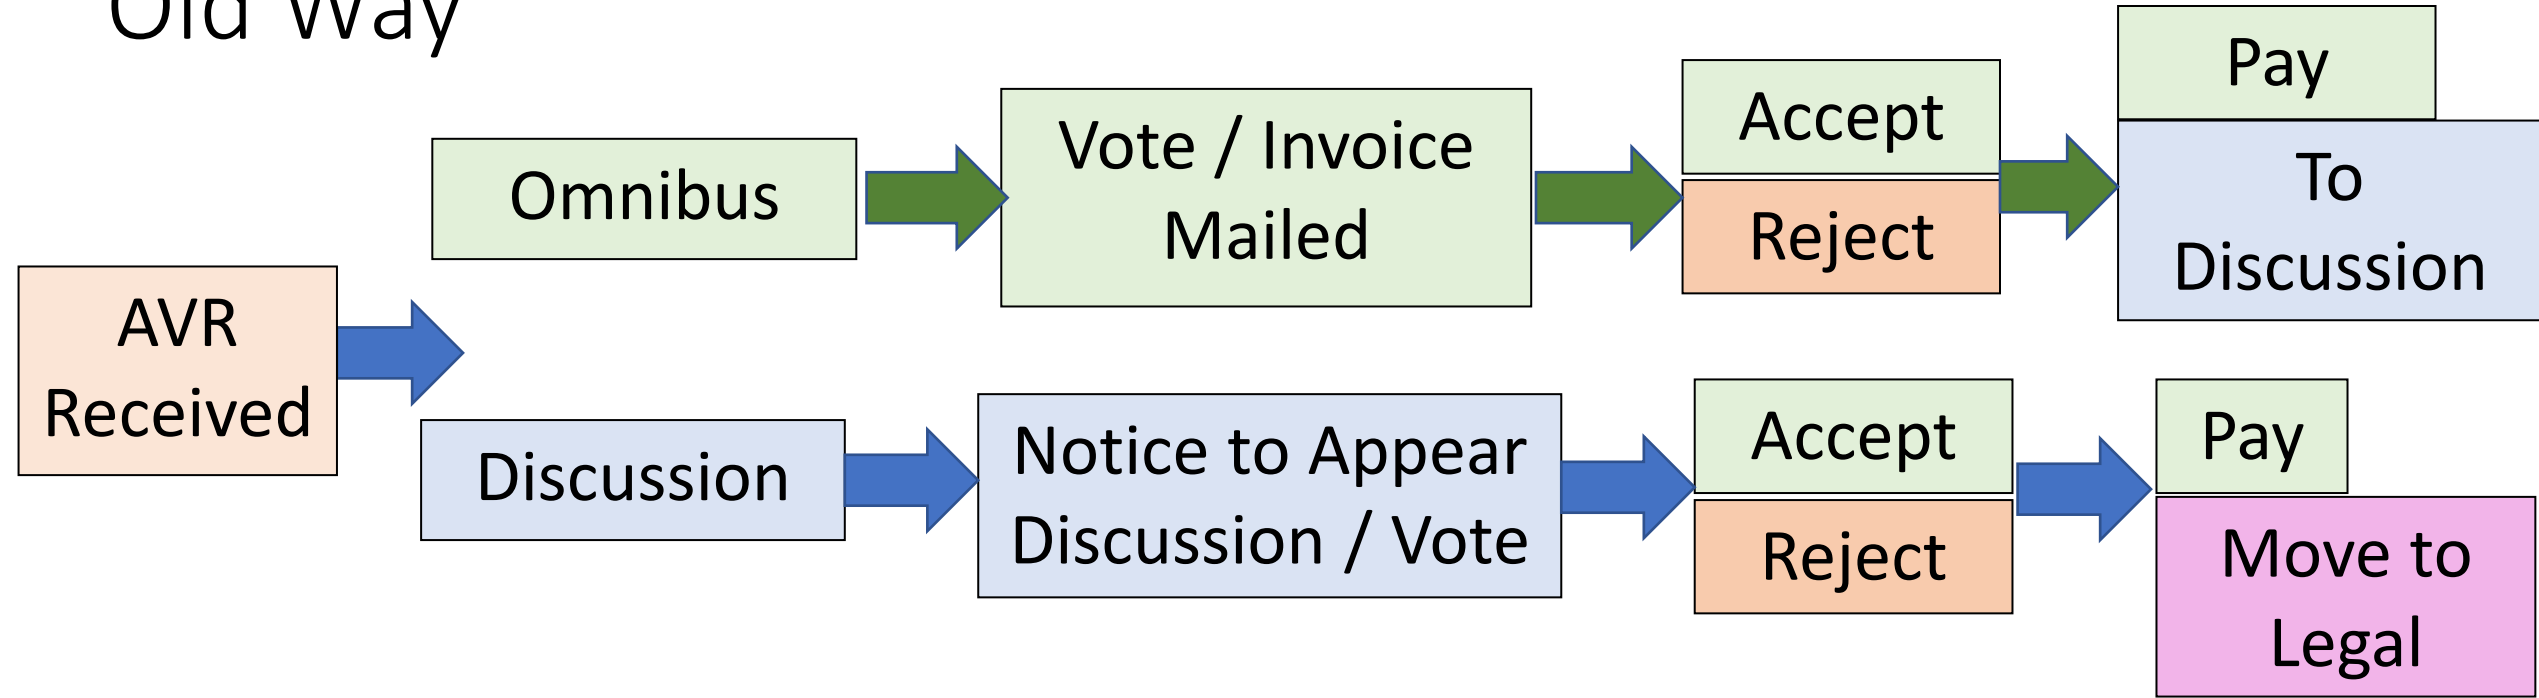 Old Way
Omnibus
Vote / Invoice
Mailed
Accept
Reject
Pay
To
Discussion
AVR
Received
Discussion
Notice to Appear
Discussion / Vote
Accept
Reject
Pay
Move to
Legal